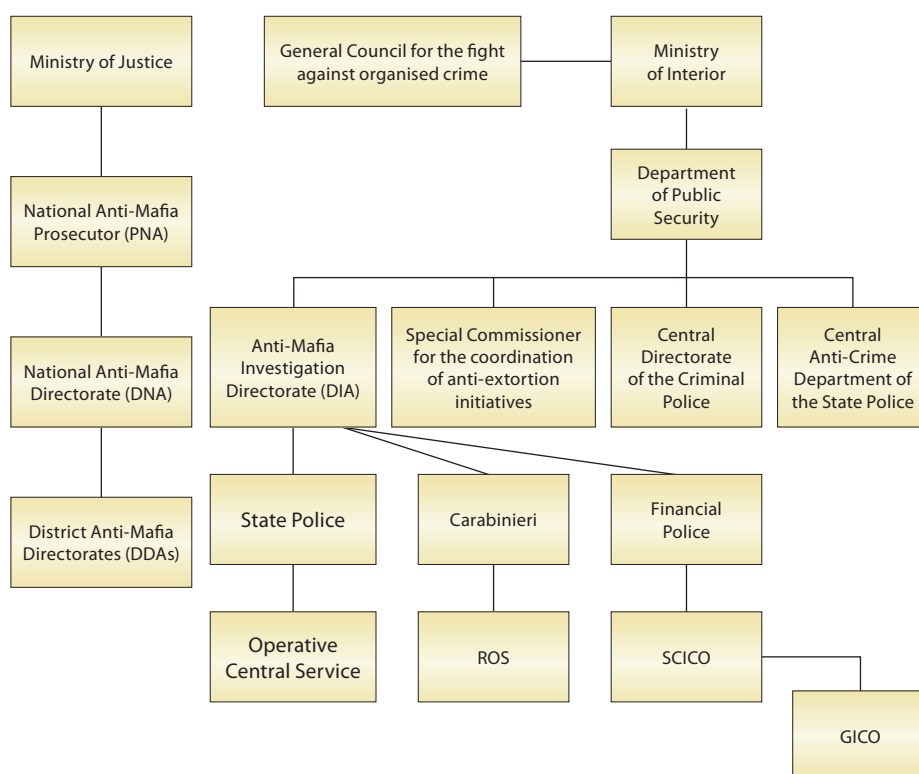 Ministry of Justice
General Council for the fight
against organised crime
Ministry
of Interior
Department
of Public
Security
National Anti-Mafia
Prosecutor (PNA)
Anti-Mafia
Investigation
Directorate (DIA)
Special Commissioner
for the coordination
of anti-extortion
initiatives
Central
Directorate
of the Criminal
Police
Central
Anti-Crime
Department of
the State Police
National Anti-Mafia
Directorate (DNA)
State Police
Carabinieri
Financial
Police
District Anti-Mafia
Directorates (DDAs)
Operative
Central Service
ROS
SCICO
GICO